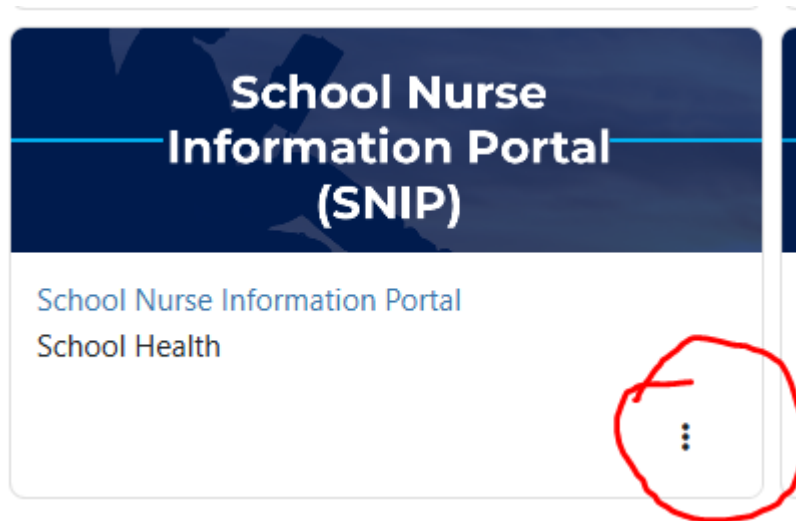 School Nurse
Information Portal
(SNIP)
School Nurse Information Portal
School Health